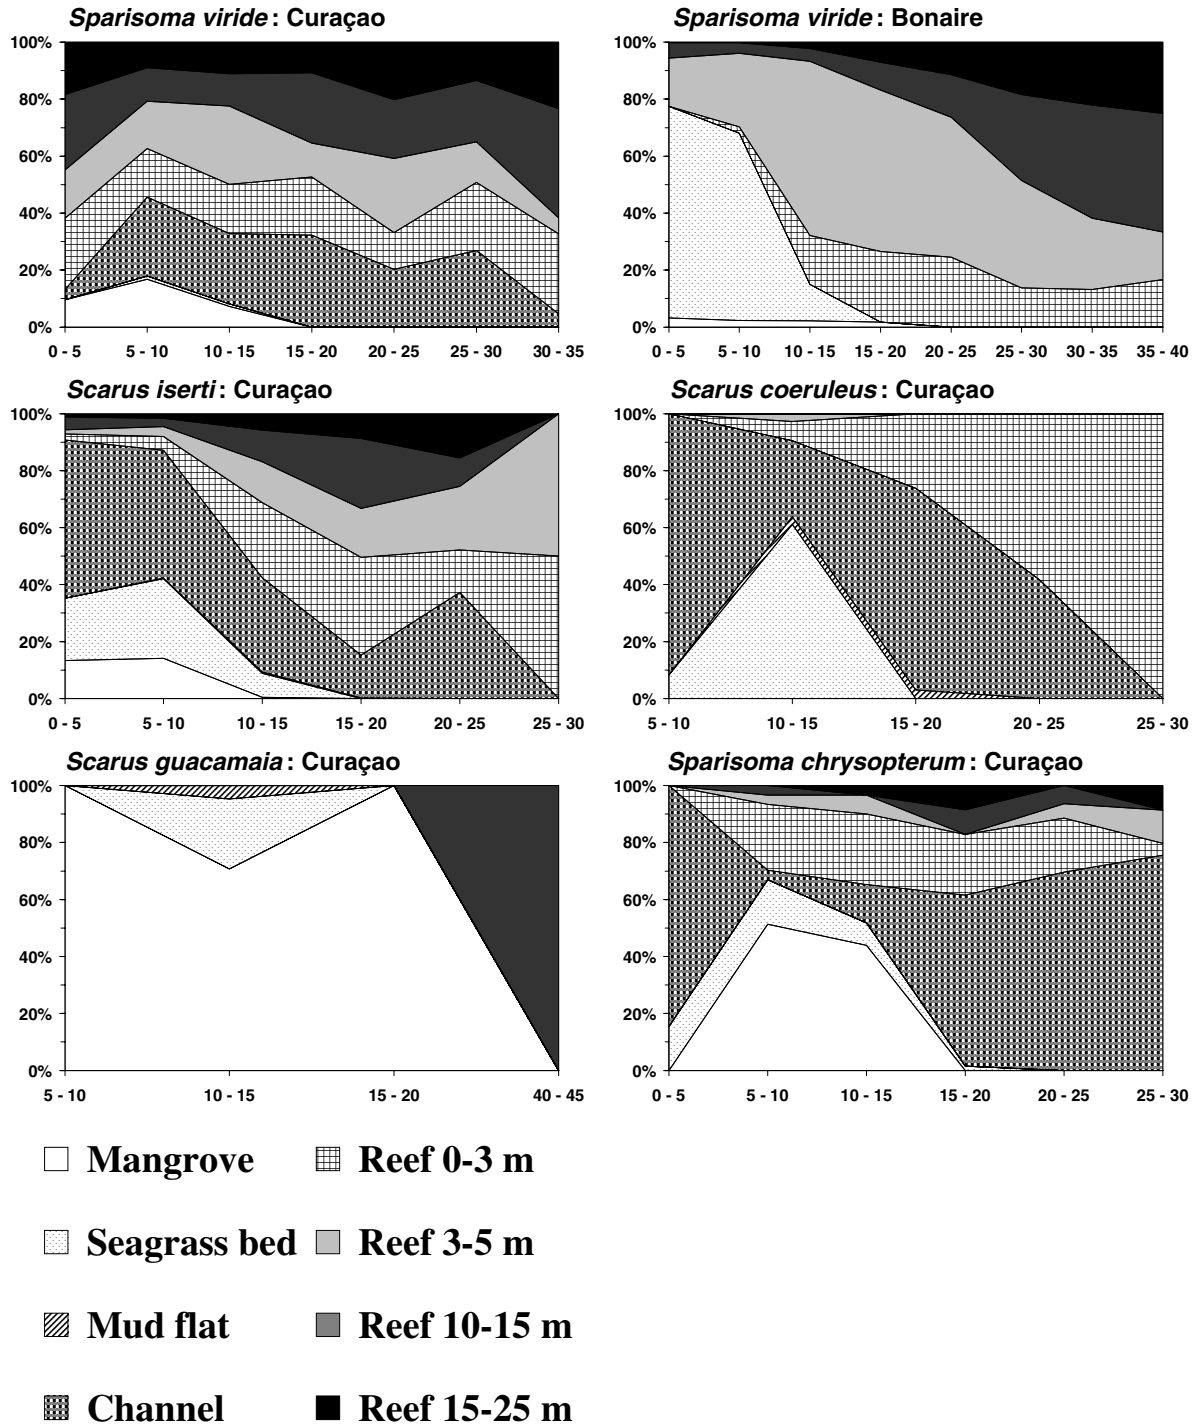 Sparisoma viride : Curaçao
100%
80%
60%
40%
20%
0%
0 - 5 5 - 10 10 - 15 15 - 20 20 - 25 25 - 30 30 - 35
Sparisoma viride : Bonaire
100%
80%
60%
40%
20%
0%
0 - 5 5 - 10 10 - 15 15 - 20 20 - 25 25 - 30 30 - 35 35 - 40
Scarus iserti : Curaçao
100%
80%
60%
40%
20%
0%
0 - 5 5 - 10 10 - 15 15 - 20 20 - 25 25 - 30
Scarus coeruleus : Curaçao
100%
80%
60%
40%
20%
0%
5 - 10 10 - 15 15 - 20 20 - 25 25 - 30
Scarus guacamaia : Curaçao
100%
80%
60%
40%
20%
0%
5 - 10 10 - 15 15 - 20 40 - 45
Sparisoma chrysopterum : Curaçao
100%
80%
60%
40%
20%
0%
0 - 5 5 - 10 10 - 15 15 - 20 20 - 25 25 - 30
Mangrove
Seagrass bed
Mud flat
Channel
Reef 0-3 m
Reef 3-5 m
Reef 10-15 m
Reef 15-25 m